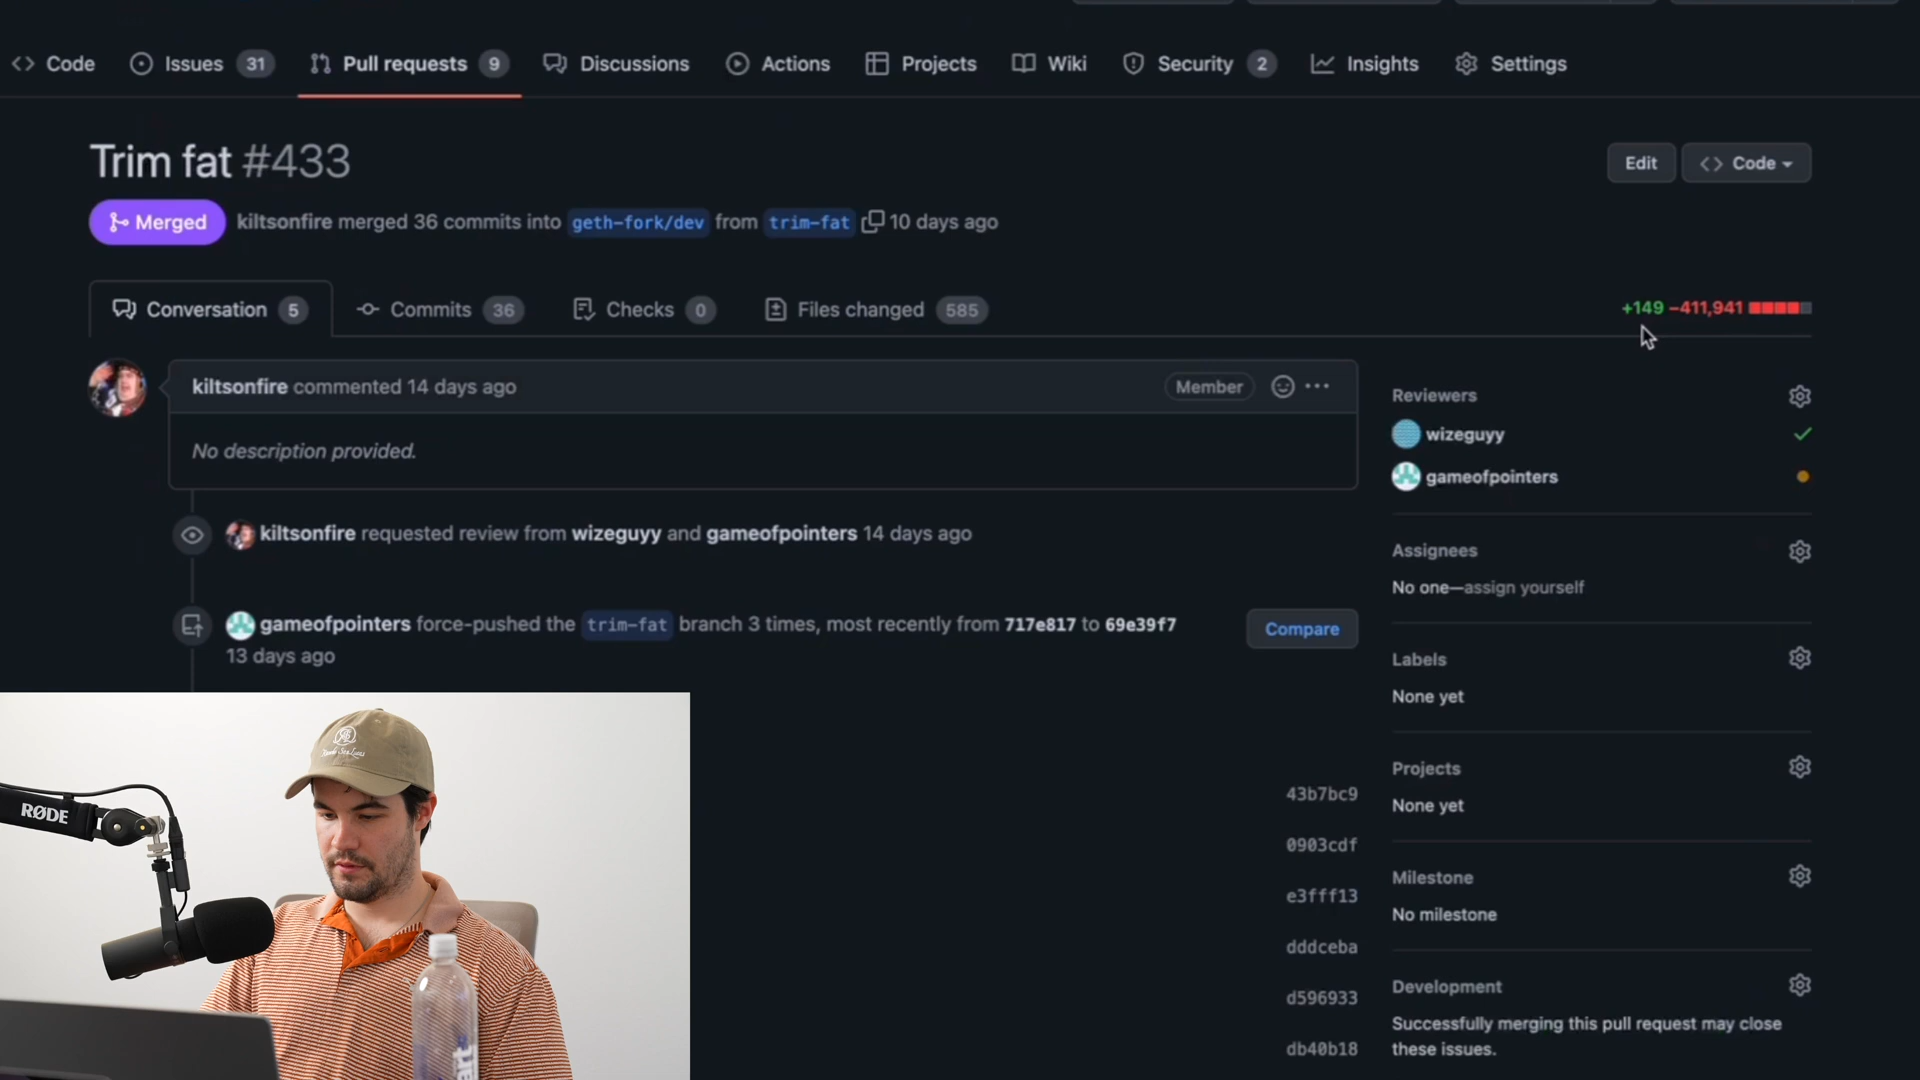 Code Issues 31 Pull requests 9 Discussions Actions Projects Wiki Security 2 Insights Settings
Trim fat #433
Edit Code
Merged kiltsonfire merged 36 commits into geth-fork/dev from trim-fat 10 days ago
Conversation 5 Commits 36 Checks 0 Files changed 585 +149 −411,941
kiltsonfire commented 14 days ago Member
No description provided.
kiltsonfire requested review from wizeguyy and gameofpointers 14 days ago
gameofpointers force-pushed the trim-fat branch 3 times, most recently from 717e817 to 69e39f7
13 days ago
Compare
43b7bc9
0903cdf
e3fff13
dddceba
d596933
db40b18
Reviewers
wizeguyy
gameofpointers
Assignees
No one—assign yourself
Labels
None yet
Projects
None yet
Milestone
No milestone
Development
Successfully merging this pull request may close
these issues.
RØDE
art